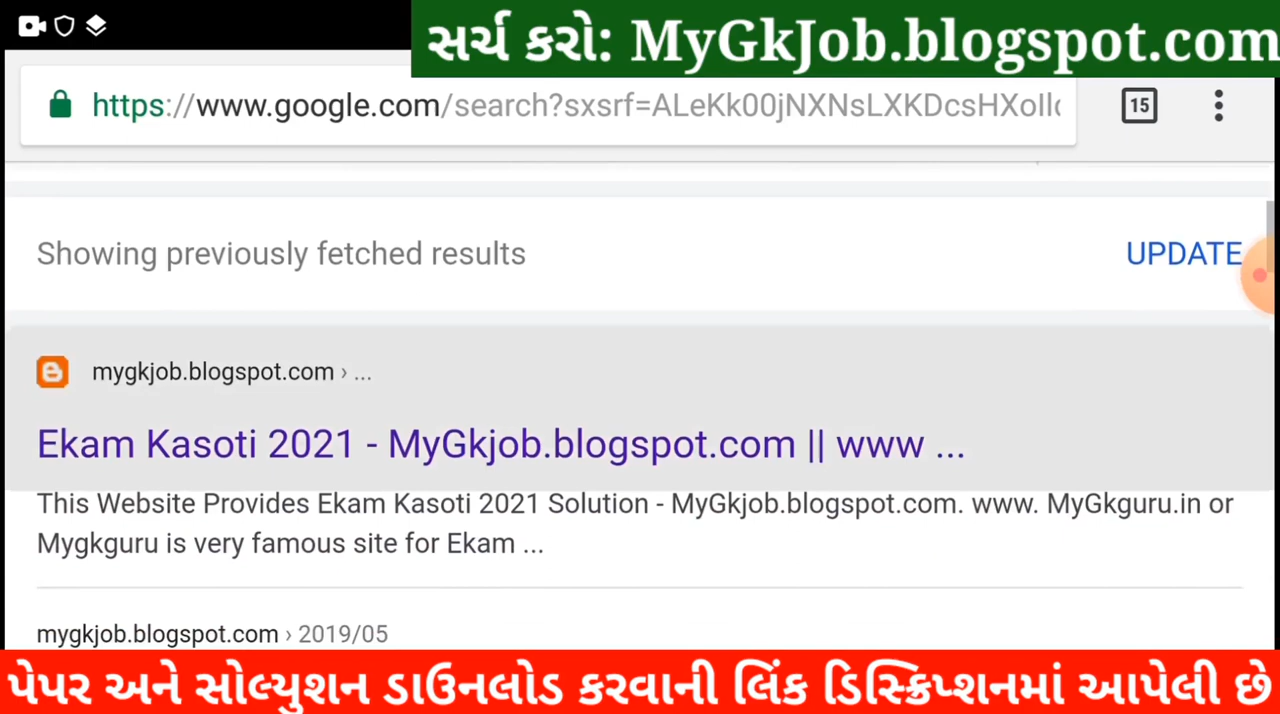 સર્ચ કરો: MyGkJob.blogspot.com
https://www.google.com/search?sxsrf=ALeKk00jNXNsLXKDcsHXoIlc
15
Showing previously fetched results
UPDATE
mygkjob.blogspot.com › ...
Ekam Kasoti 2021 - MyGkjob.blogspot.com || www ...
This Website Provides Ekam Kasoti 2021 Solution - MyGkjob.blogspot.com. www. MyGkguru.in or
Mygkguru is very famous site for Ekam ...
mygkjob.blogspot.com › 2019/05
પેપર અને સોલ્યુશન ડાઉનલોડ કરવાની લિંક ડિસ્ક્રિપ્શનમાં આપેલી છે